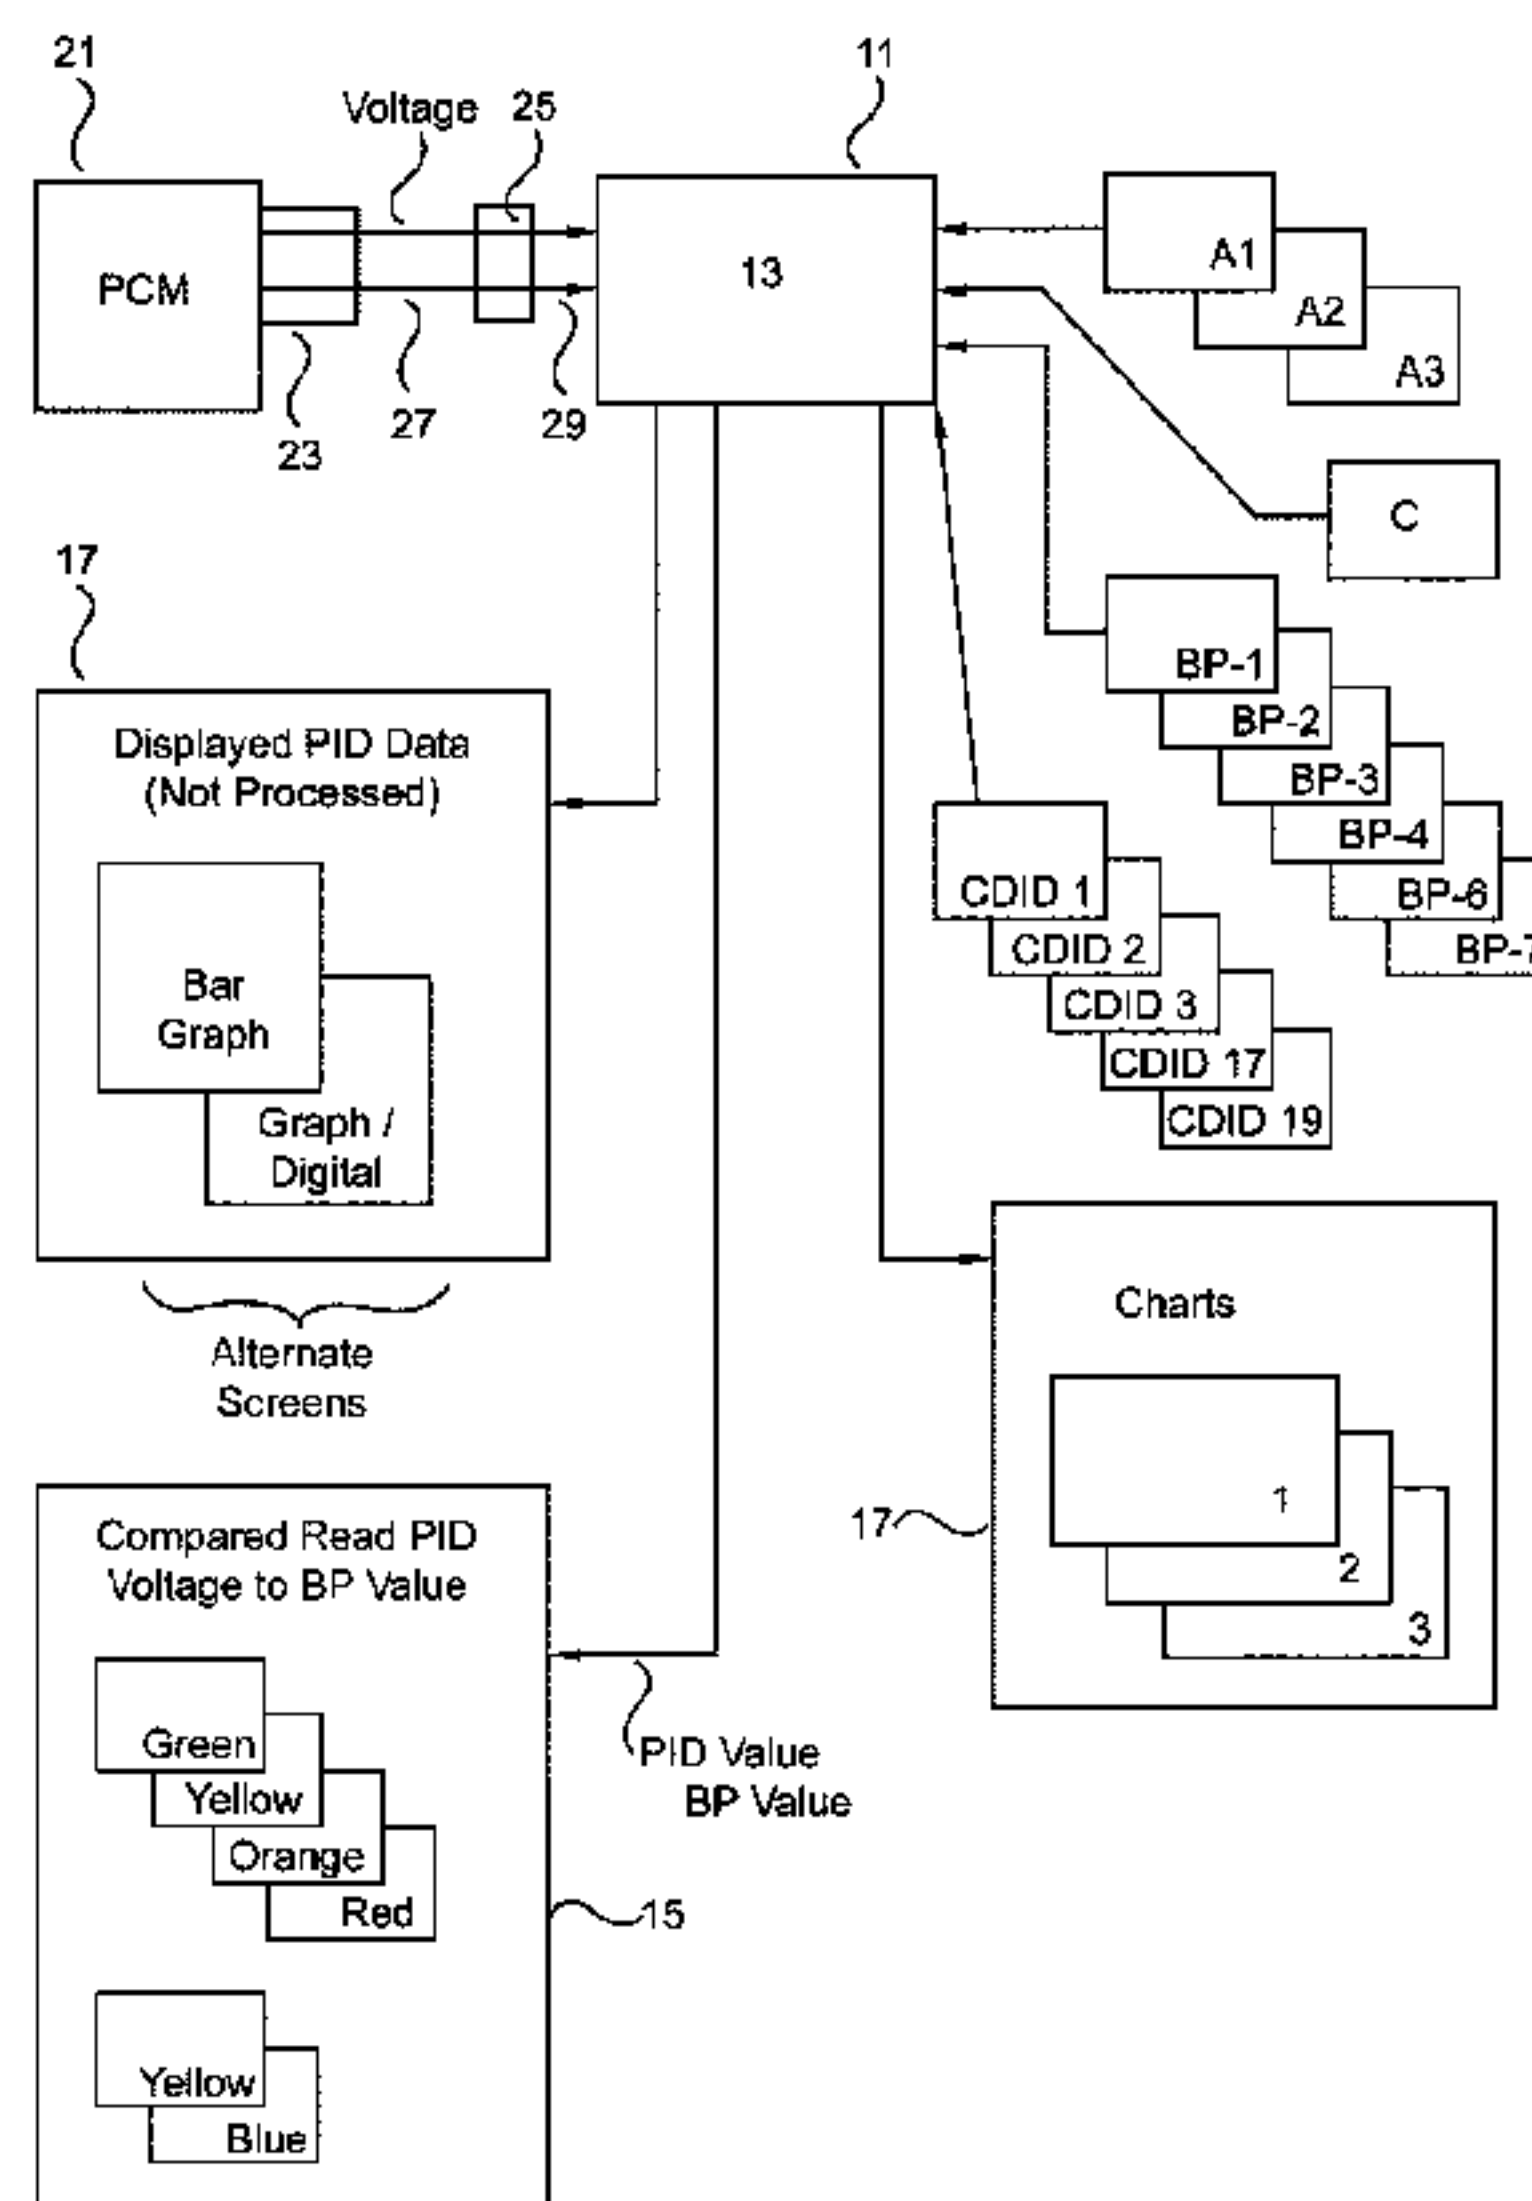 21
11
Voltage 25
PCM
13
A1
A2
A3
23
27
29
C
17
BP-1
BP-2
BP-3
BP-4
BP-6
BP-7
Displayed PID Data
(Not Processed)
Bar
Graph
Graph /
Digital
Alternate
Screens
CDID 1
CDID 2
CDID 3
CDID 17
CDID 19
Charts
1
2
3
17
Compared Read PID
Voltage to BP Value
Green
Yellow
Orange
Red
PID Value
BP Value
15
Yellow
Blue